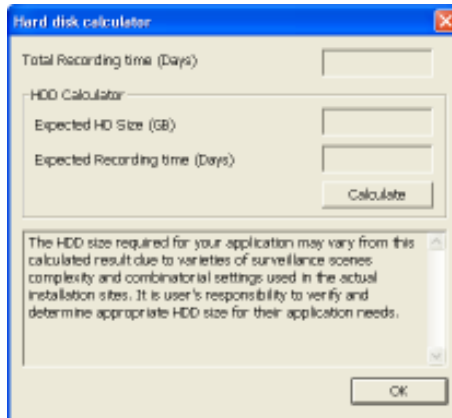 Hard disk calculator
Total Recording time (Days)
HDD Calculator
Expected HD Size (GB)
Expected Recording time (Days)
Calculate
The HDD size required for your application may vary from this
calculated result due to varieties of surveillance scenes
complexity and combinatorial settings used in the actual
installation sites. It is user's responsibility to verify and
determine appropriate HDD size for their application needs.
OK